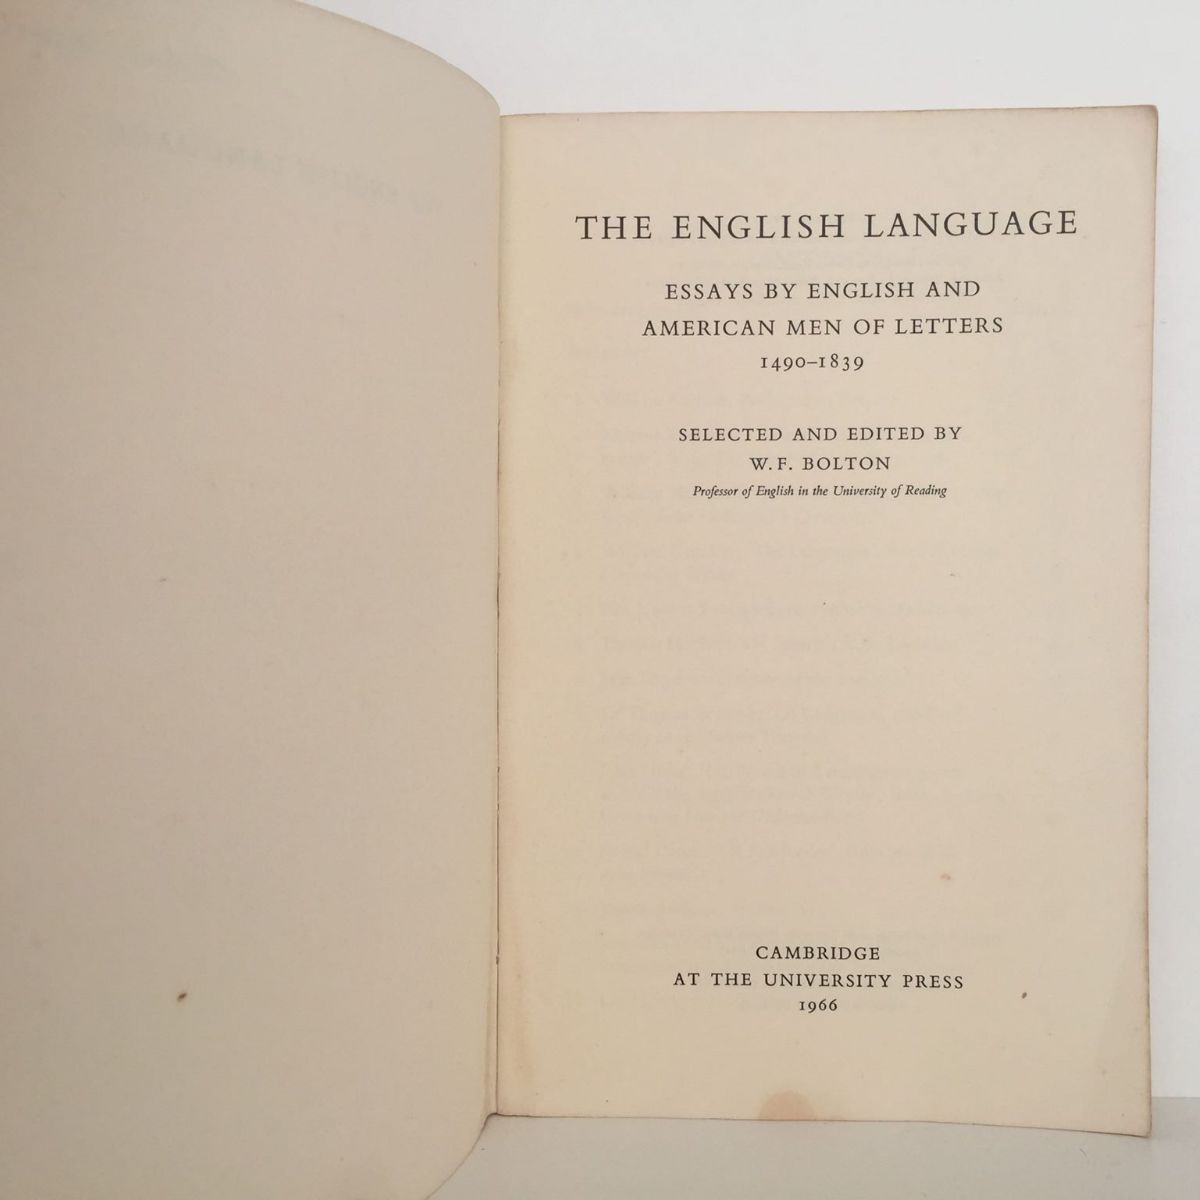 THE ENGLISH LANGUAGE
ESSAYS BY ENGLISH AND
AMERICAN MEN OF LETTERS
1490–1839
SELECTED AND EDITED BY
W. F. BOLTON
Professor of English in the University of Reading
CAMBRIDGE
AT THE UNIVERSITY PRESS
1966